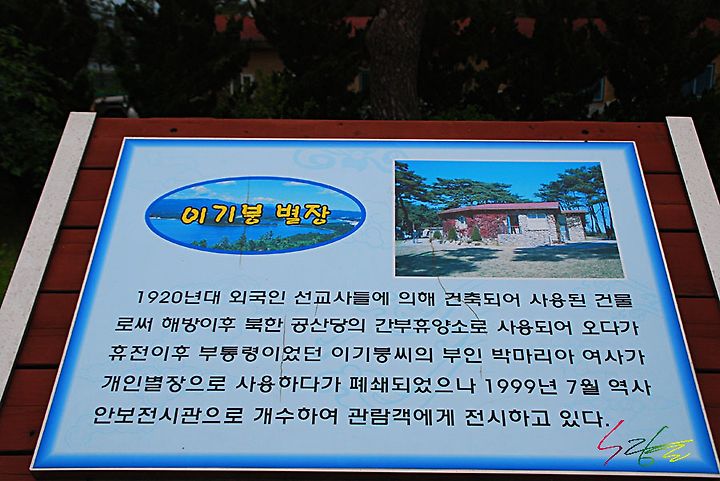 이기붕 별장
1920년대 외국인 선교사들에 의해 건축되어 사용된 건물
로써 해방이후 북한 공산당의 간부휴양소로 사용되어 오다가
휴전이후 부통령이었던 이기붕씨의 부인 박마리아 여사가
개인별장으로 사용하다가 폐쇄되었으나 1999년 7월 역사
안보전시관으로 개수하여 관람객에게 전시하고 있다.